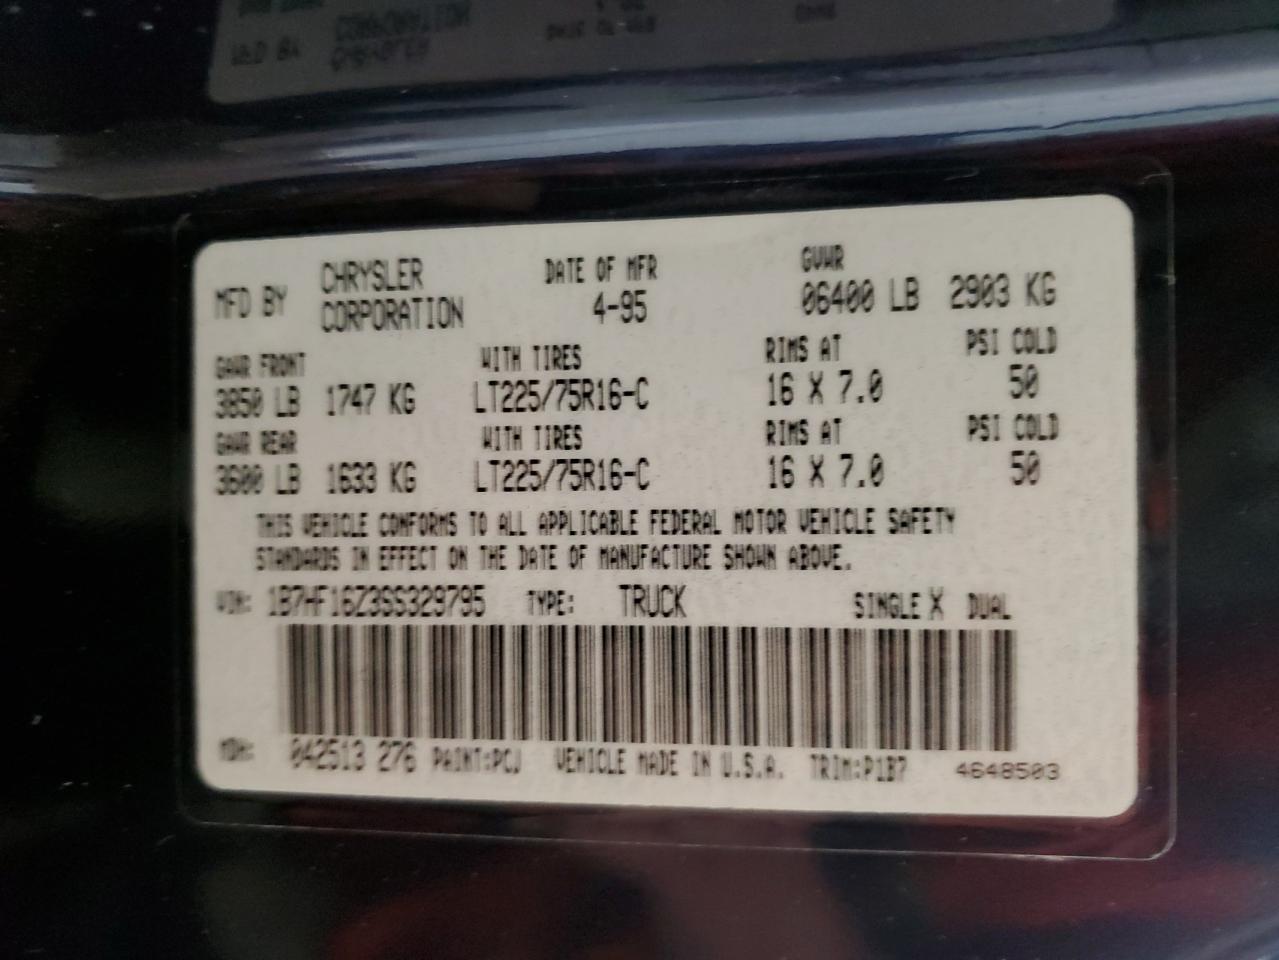 MFD BY CHRYSLER CORPORATION DATE OF MFR 4-95 GVWR 06400 LB 2903 KG
GAWR FRONT WITH TIRES RIMS AT PSI COLD
3850 LB 1747 KG LT225/75R16-C 16 X 7.0 50
GAWR REAR WITH TIRES RIMS AT PSI COLD
3600 LB 1633 KG LT225/75R16-C 16 X 7.0 50
THIS VEHICLE CONFORMS TO ALL APPLICABLE FEDERAL MOTOR VEHICLE SAFETY
STANDARDS IN EFFECT ON THE DATE OF MANUFACTURE SHOWN ABOVE.
VIN: 1B7HF16Z3SS329795 TYPE: TRUCK SINGLE X DUAL
MDH: 042513 276 PAINT:PCJ VEHICLE MADE IN U.S.A. TRIM:P1B7 4648503